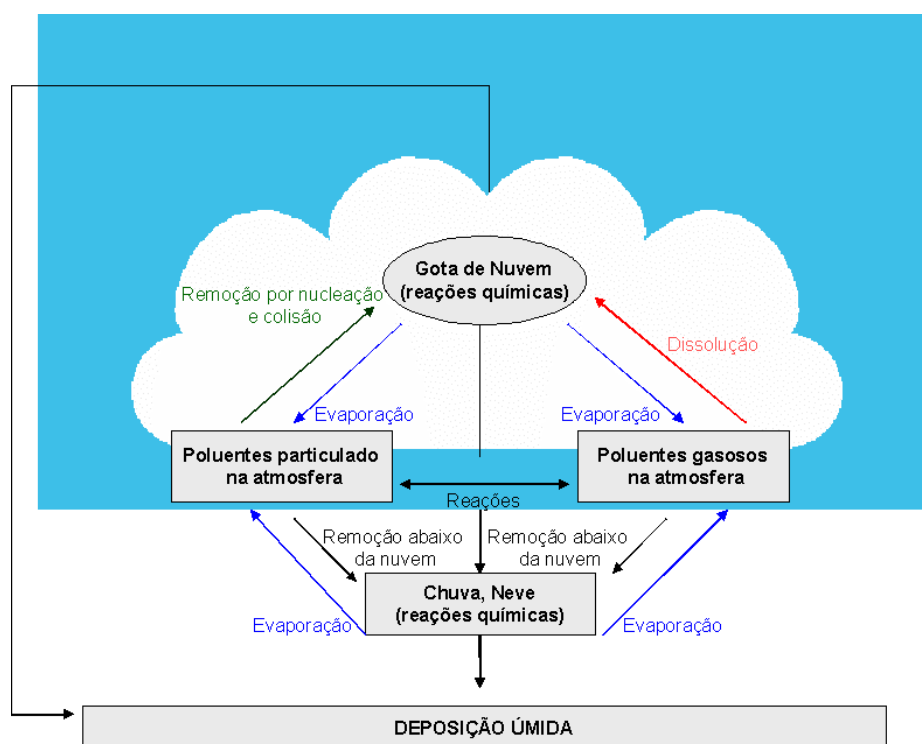 Gota de Nuvem
(reações químicas)
Remoção por nucleação
e colisão
Dissolução
Evaporação
Evaporação
Poluentes particulado
na atmosfera
Poluentes gasosos
na atmosfera
Reações
Remoção abaixo
da nuvem
Remoção abaixo
da nuvem
Chuva, Neve
(reações químicas)
Evaporação
Evaporação
DEPOSIÇÃO ÚMIDA